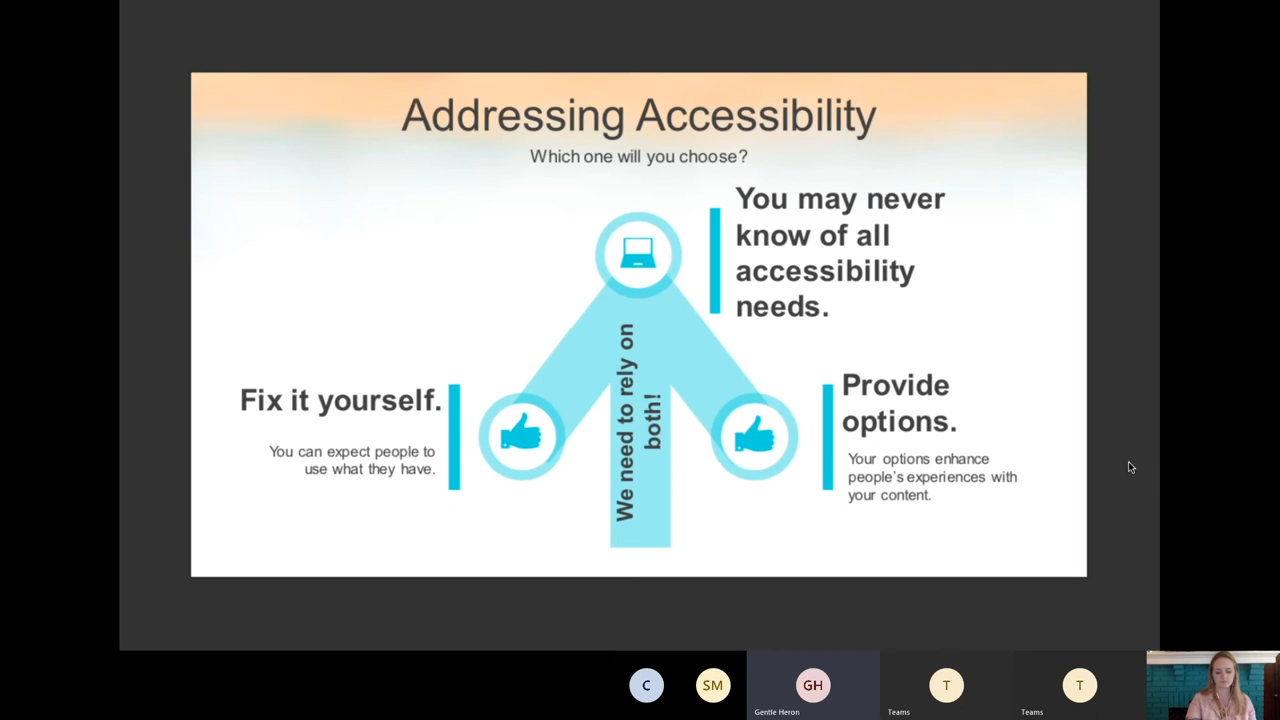 Addressing Accessibility
Which one will you choose?
You may never
know of all
accessibility
needs.
Fix it yourself.
You can expect people to
use what they have.
We need to rely on
both!
Provide
options.
Your options enhance
people's experiences with
your content.
C
SM
GH
Gentle Heron
T
Teams
T
Teams